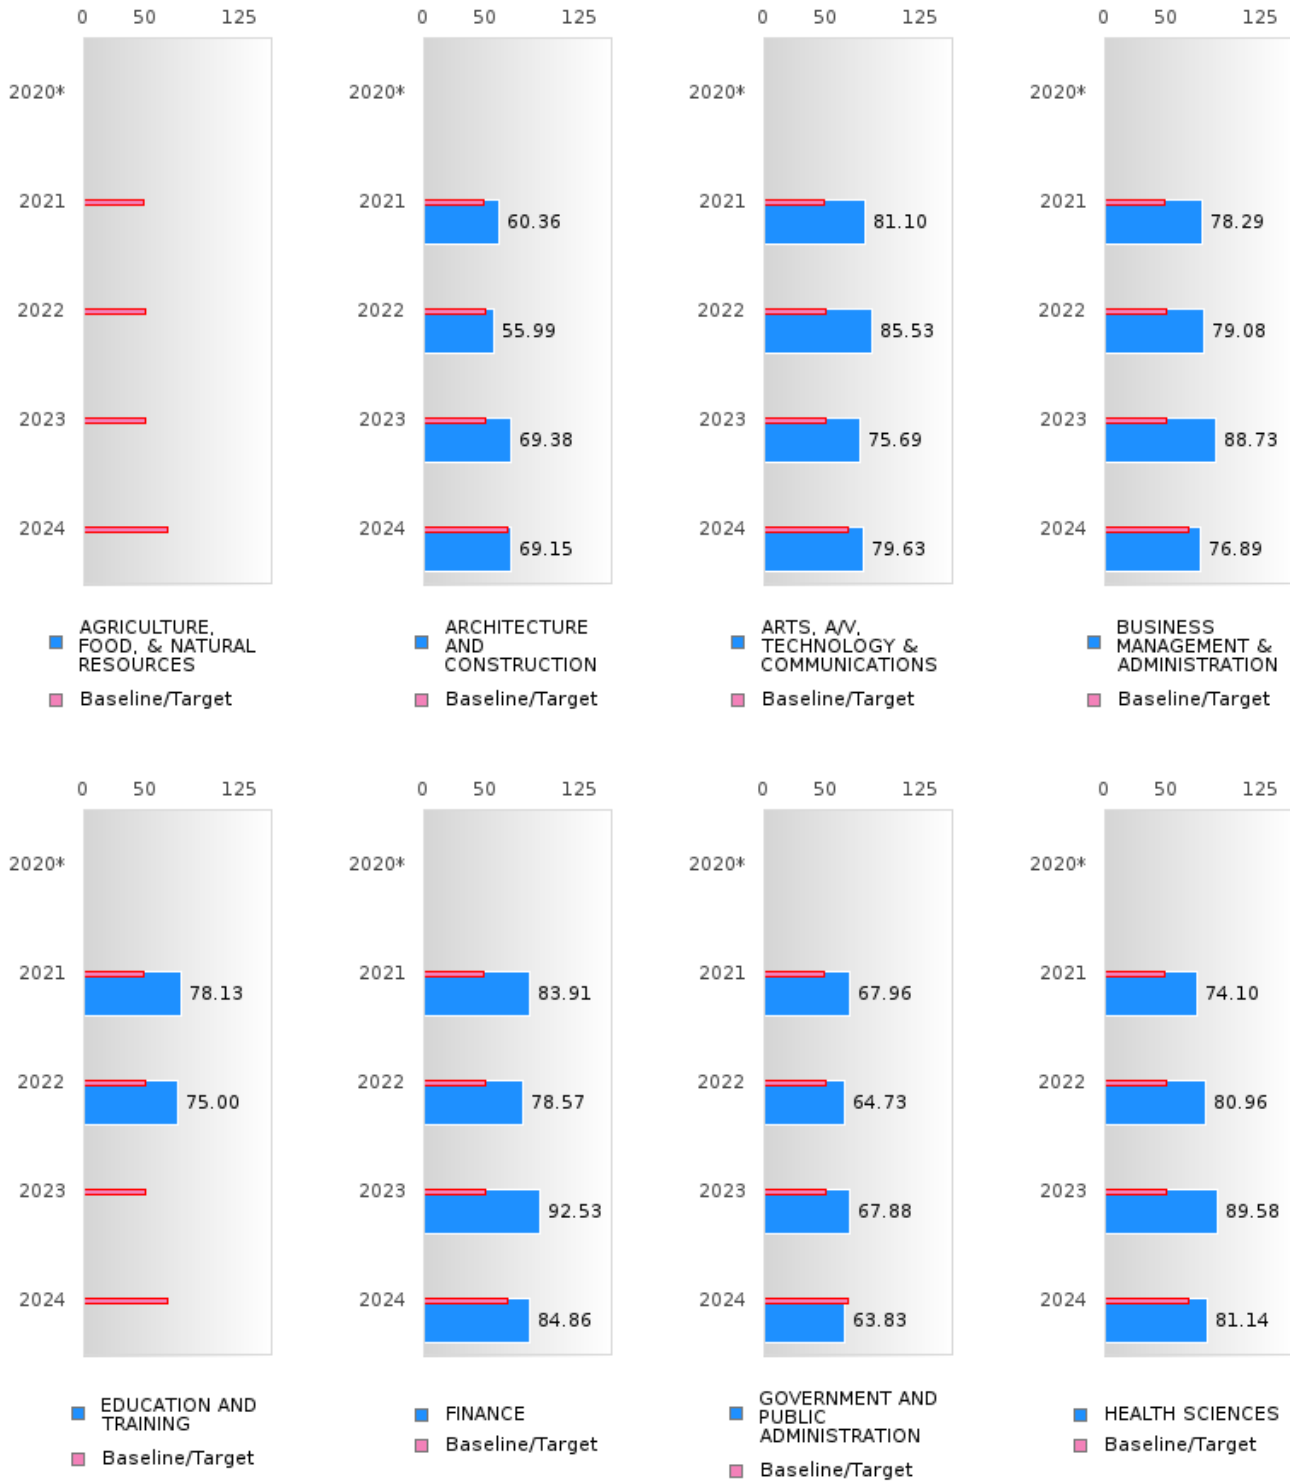 0 50 125 0 50 125 0 50 125 0 50 125
2020* 2020* 2020* 2020*
2021 2021 60.36 2021 81.10 2021 78.29
2022 2022 55.99 2022 85.53 2022 79.08
2023 2023 69.38 2023 75.69 2023 88.73
2024 2024 69.15 2024 79.63 2024 76.89
AGRICULTURE,
FOOD, & NATURAL
RESOURCES
Baseline/Target
ARCHITECTURE
AND
CONSTRUCTION
Baseline/Target
ARTS, A/V,
TECHNOLOGY &
COMMUNICATIONS
Baseline/Target
BUSINESS
MANAGEMENT &
ADMINISTRATION
Baseline/Target
0 50 125 0 50 125 0 50 125 0 50 125
2020* 2020* 2020* 2020*
2021 78.13 2021 83.91 2021 67.96 2021 74.10
2022 75.00 2022 78.57 2022 64.73 2022 80.96
2023 2023 92.53 2023 67.88 2023 89.58
2024 2024 84.86 2024 63.83 2024 81.14
EDUCATION AND
TRAINING
Baseline/Target
FINANCE
Baseline/Target
GOVERNMENT AND
PUBLIC
ADMINISTRATION
Baseline/Target
HEALTH SCIENCES
Baseline/Target